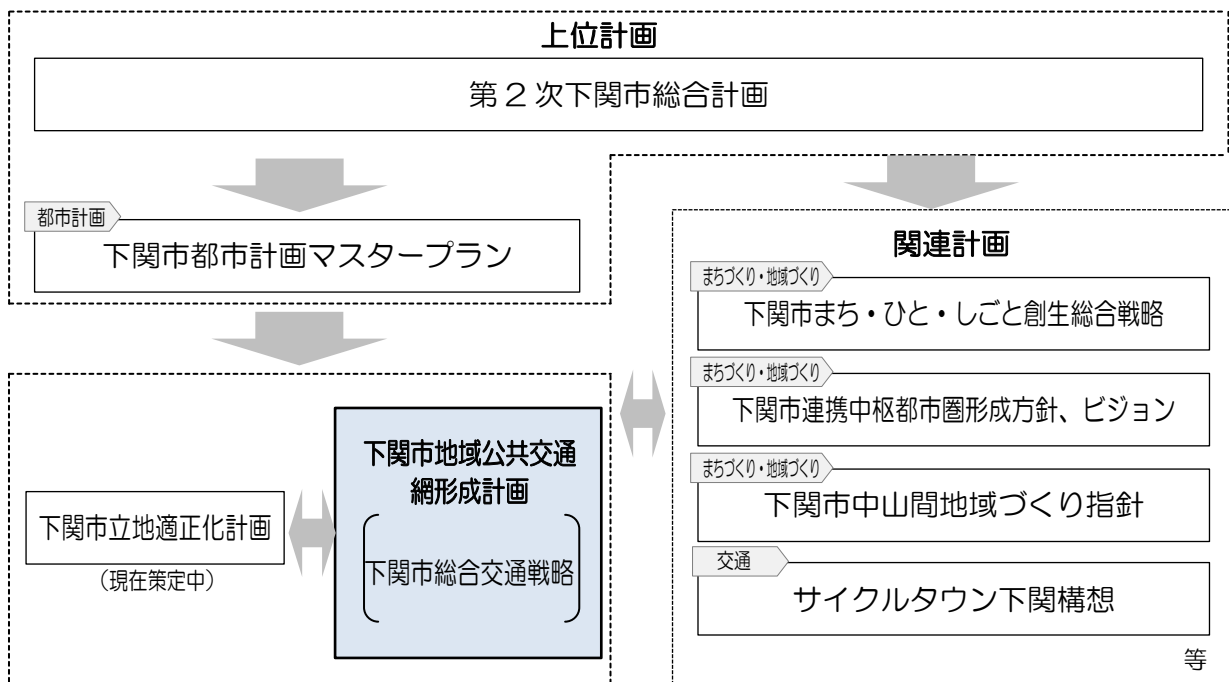 上位計画
第2次下関市総合計画
都市計画
下関市都市計画マスタープラン
下関市地域公共交通
網形成計画
下関市総合交通戦略
下関市立地適正化計画
(現在策定中)
関連計画
まちづくり・地域づくり
下関市まち・ひと・しごと創生総合戦略
まちづくり・地域づくり
下関市連携中枢都市圏形成方針、ビジョン
まちづくり・地域づくり
下関市中山間地域づくり指針
交通
サイクルタウン下関構想
等